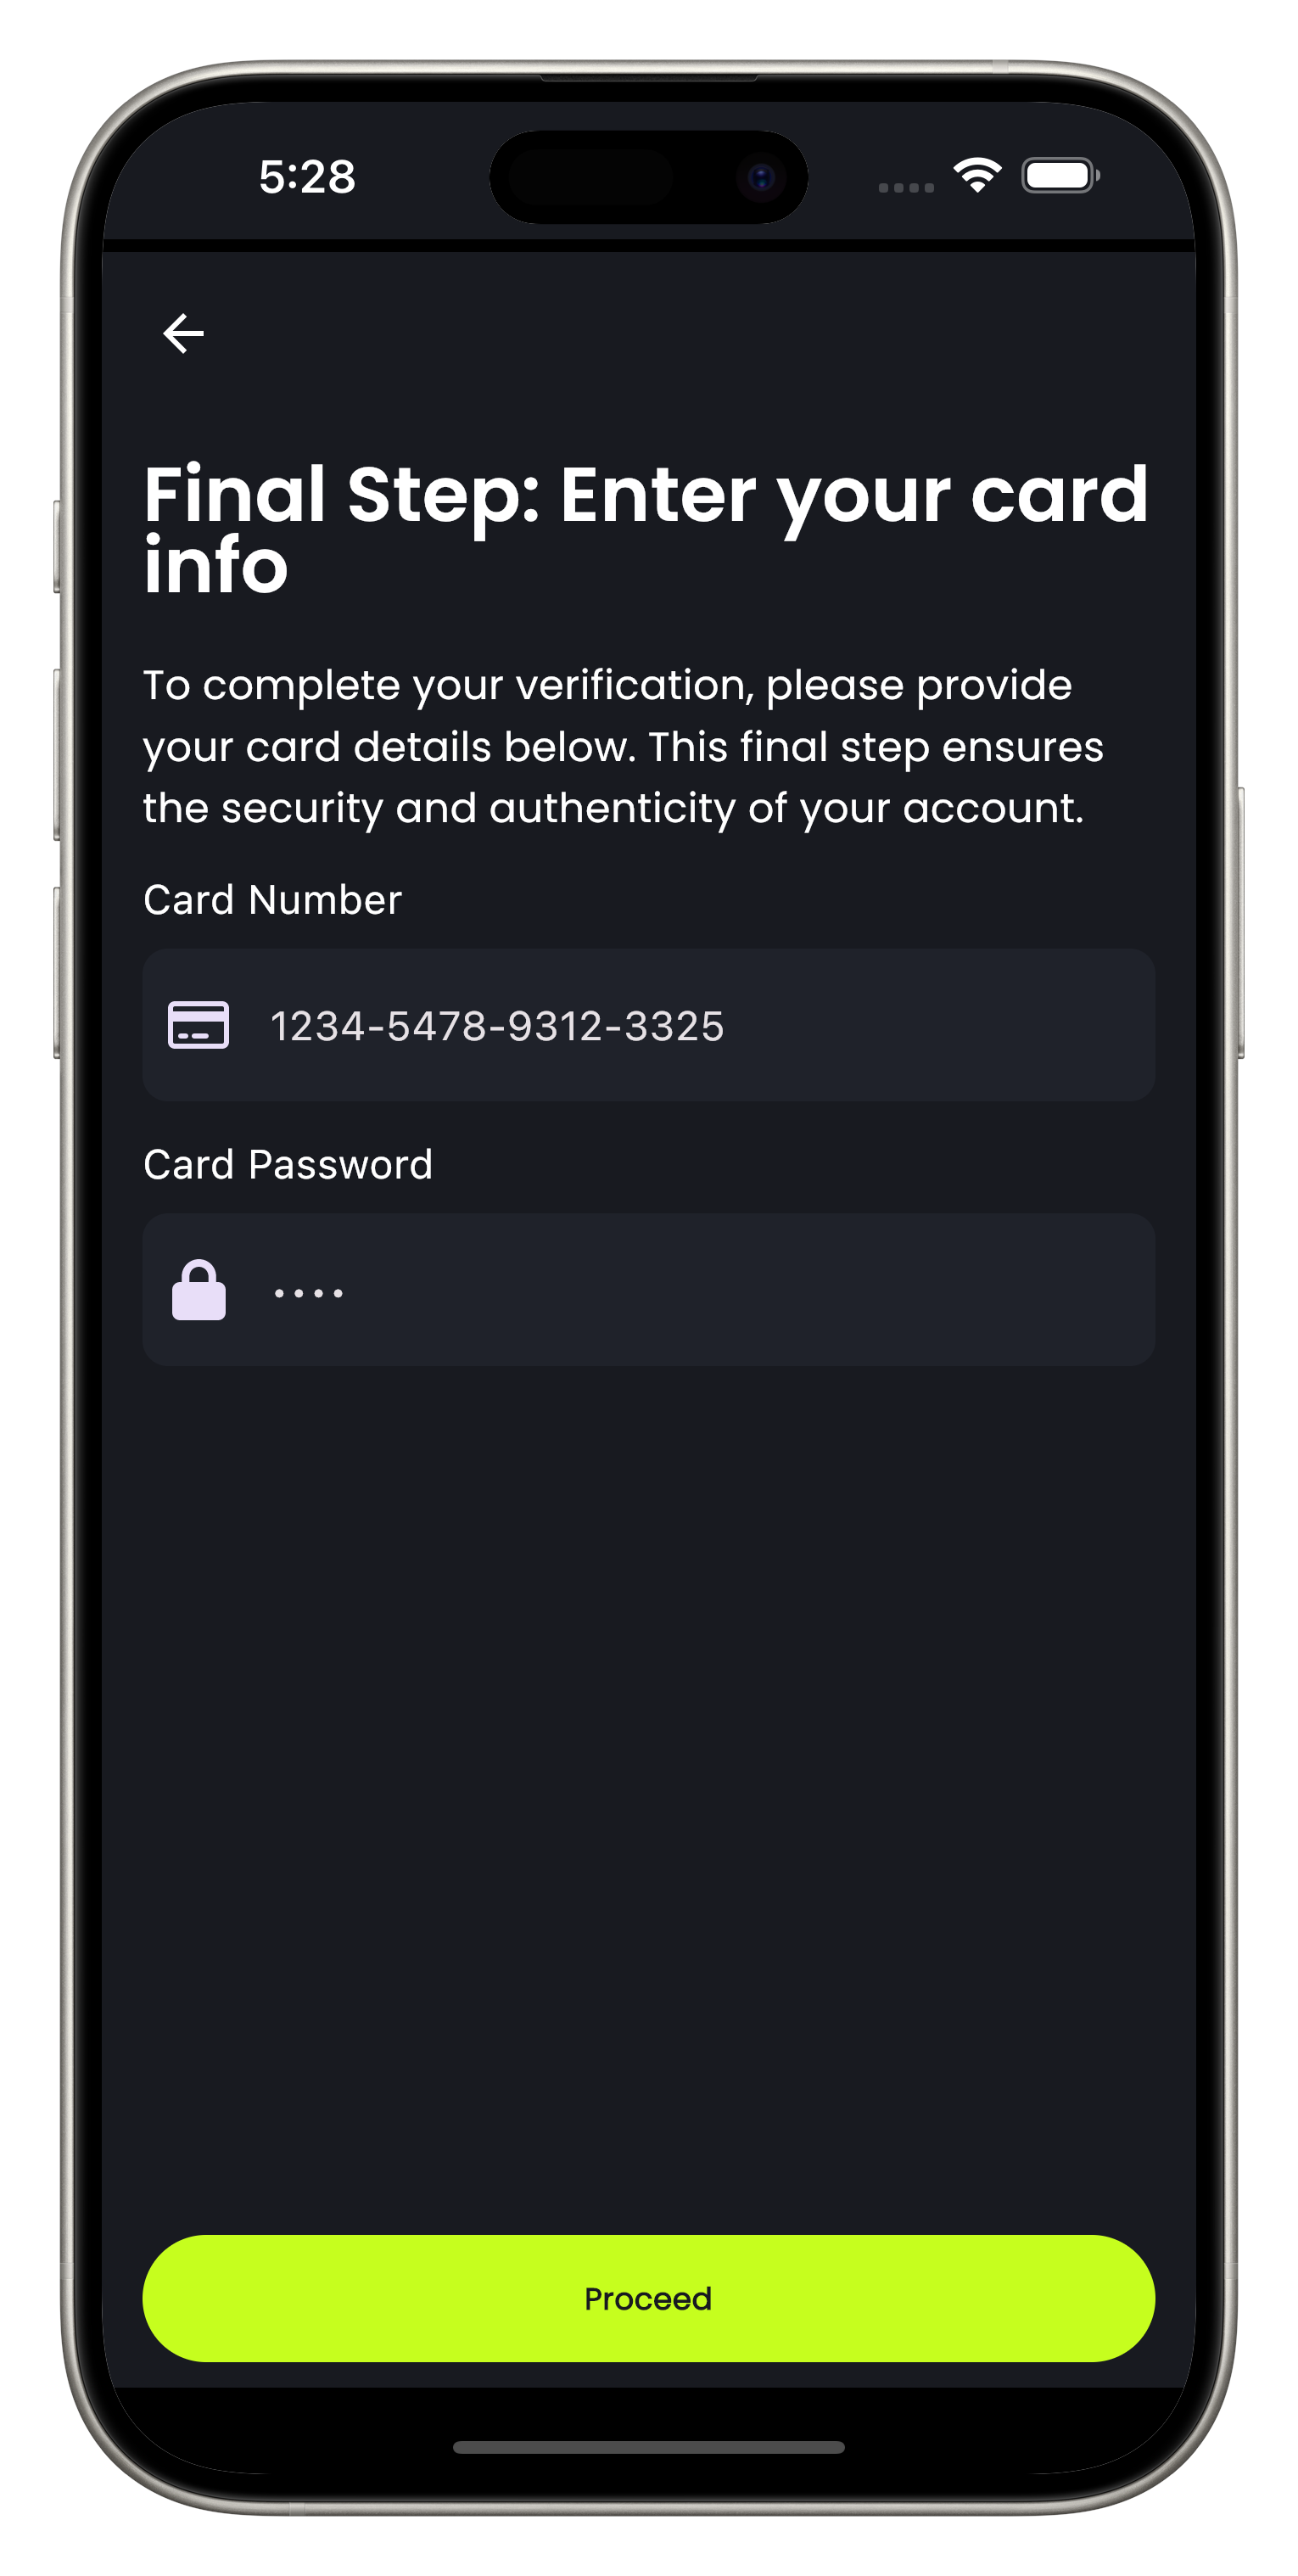 5:28
Final Step: Enter your card
info
To complete your verification, please provide
your card details below. This final step ensures
the security and authenticity of your account.
Card Number
1234-5478-9312-3325
Card Password
••••
Proceed